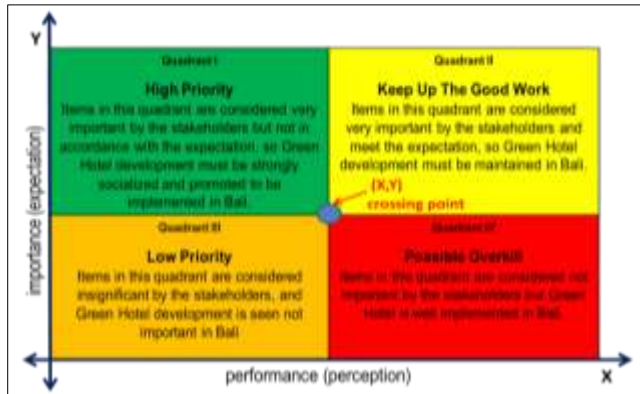 Y
Quadrant I
High Priority
Items in this quadrant are considered very
important by the stakeholders but not in
accordance with the expectation, so Green
Hotel development must be strongly
socialized and promoted to be
implemented in Bali.
Quadrant II
Keep Up The Good Work
Items in this quadrant are considered
very important by the stakeholders and
meet the expectation, so Green Hotel
development must be maintained in Bali.
(X,Y)
crossing point
importance (expectation)
Quadrant III
Low Priority
Items in this quadrant are considered
insignificant by the stakeholders, and
Green Hotel development is seen not
important in Bali
Quadrant IV
Possible Overkill
Items in this quadrant are considered not
important by the stakeholders but Green
Hotel is well implemented in Bali.
performance (perception)
X